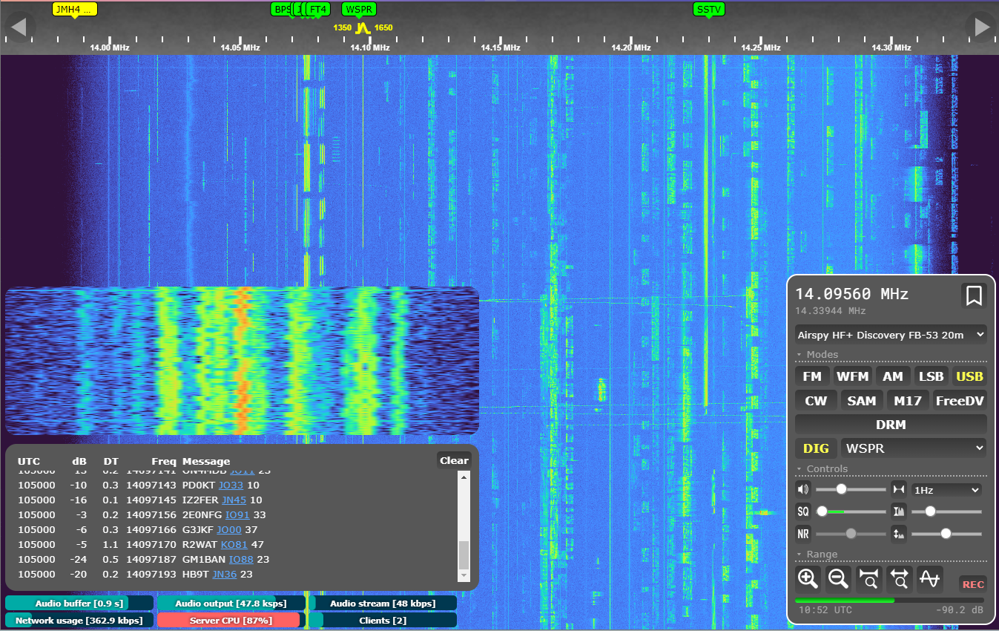 JMH4 ... BPS J FT4 WSPR SSTV
1350 1650
14.00 MHz 14.05 MHz 14.10 MHz 14.15 MHz 14.20 MHz 14.25 MHz 14.30 MHz
14.09560 MHz
14.33944 MHz
Airspy HF+ Discovery FB-53 20m
Modes
FM WFM AM LSB USB
CW SAM M17 FreeDV
DRM
DIG WSPR
Controls
1Hz
SQ
NR
Range
REC
10:52 UTC -90.2 dB
UTC dB DT Freq Message Clear
105000 -10 0.3 14097143 PD0KT JO33 10
105000 -16 0.1 14097145 IZ2FER JN45 10
105000 -3 0.2 14097156 2E0NFG IO91 33
105000 -6 0.3 14097166 G3JKF JO00 37
105000 -5 1.1 14097170 R2WAT KO81 47
105000 -24 0.5 14097187 GM1BAN IO88 23
105000 -20 0.2 14097193 HB9T JN36 23
Audio buffer [0.9 s] Audio output [47.8 ksps] Audio stream [48 kbps]
Network usage [362.9 kbps] Server CPU [87%] Clients [2]